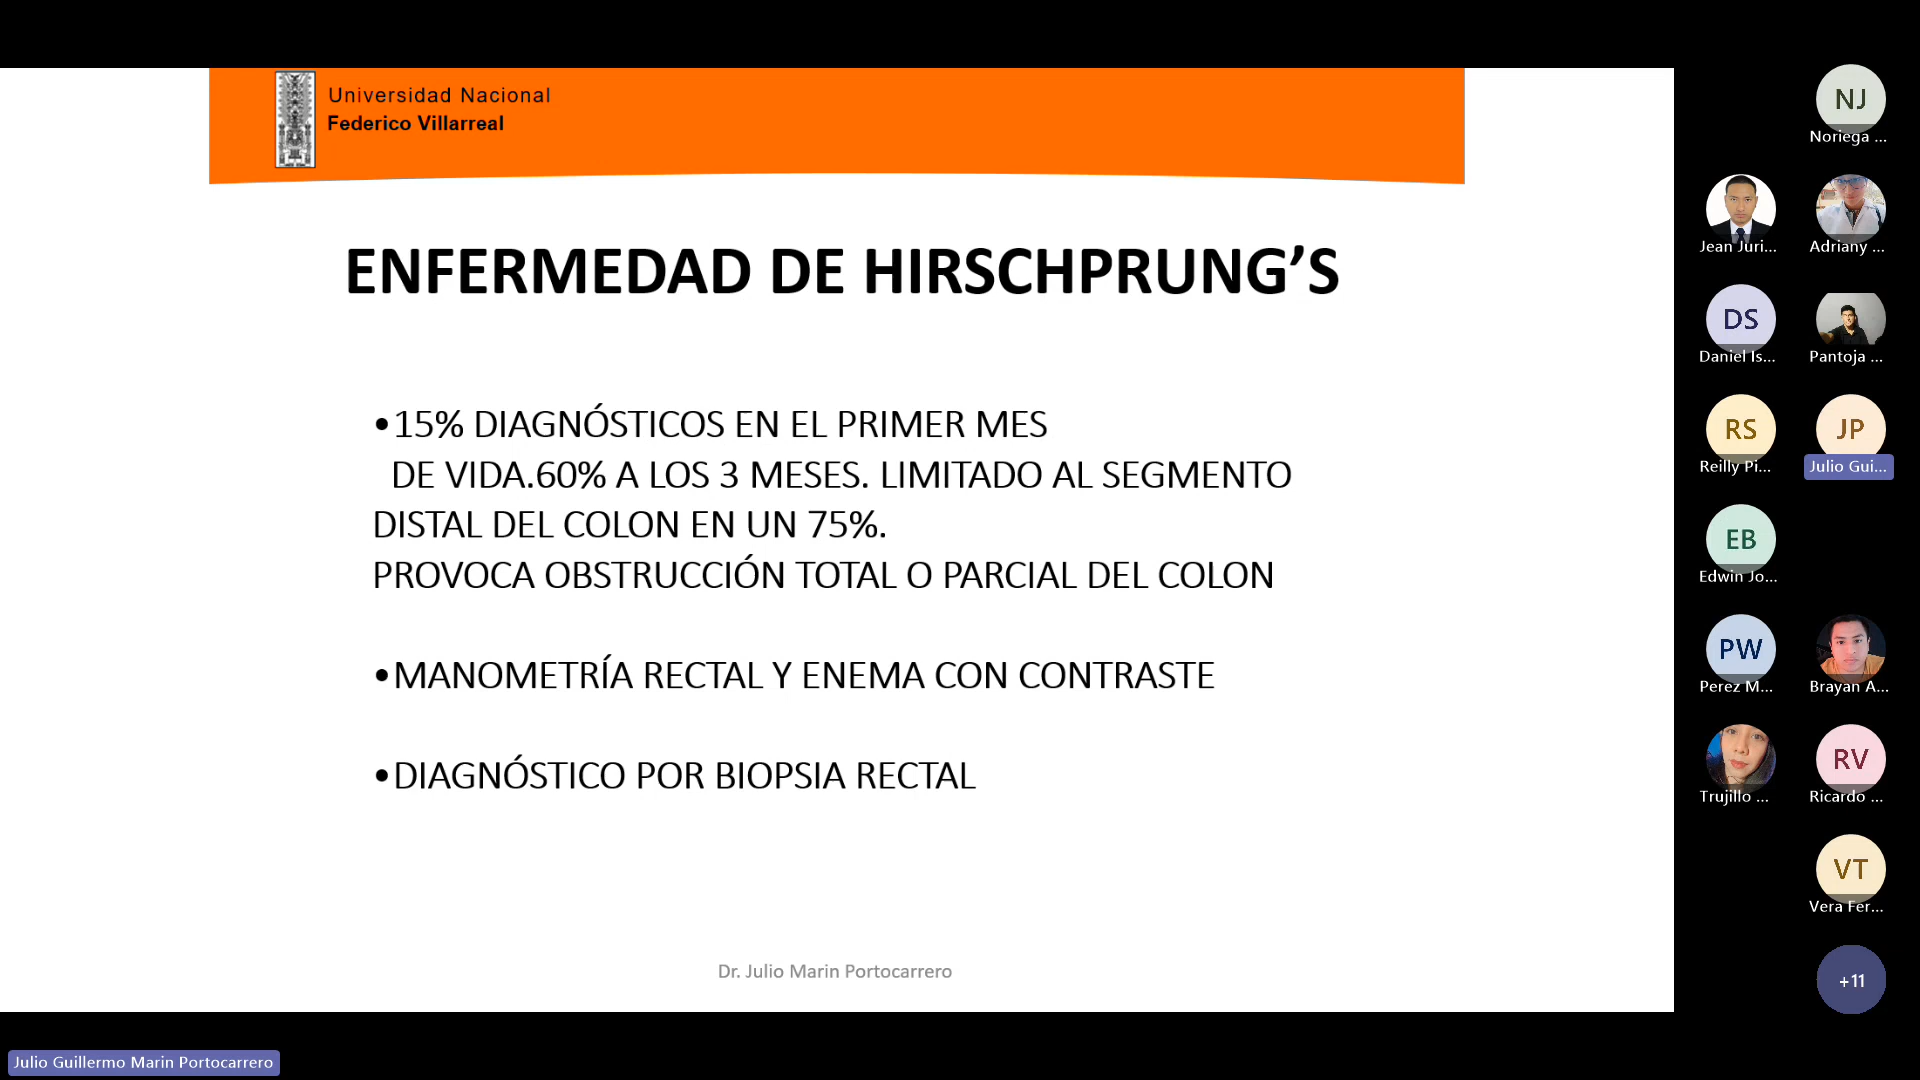 Universidad Nacional
Federico Villarreal
ENFERMEDAD DE HIRSCHPRUNG’S
•15% DIAGNÓSTICOS EN EL PRIMER MES
DE VIDA.60% A LOS 3 MESES. LIMITADO AL SEGMENTO
DISTAL DEL COLON EN UN 75%.
PROVOCA OBSTRUCCIÓN TOTAL O PARCIAL DEL COLON
•MANOMETRÍA RECTAL Y ENEMA CON CONTRASTE
•DIAGNÓSTICO POR BIOPSIA RECTAL
Dr. Julio Marin Portocarrero
NJ
Noriega ...
Jean Juri...
Adriany ...
DS
Daniel Is...
Pantoja ...
RS
Reilly Pi...
JP
Julio Gui...
EB
Edwin Jo...
PW
Perez M...
Brayan A...
Trujillo ...
RV
Ricardo ...
VT
Vera Fer...
+11
Julio Guillermo Marin Portocarrero